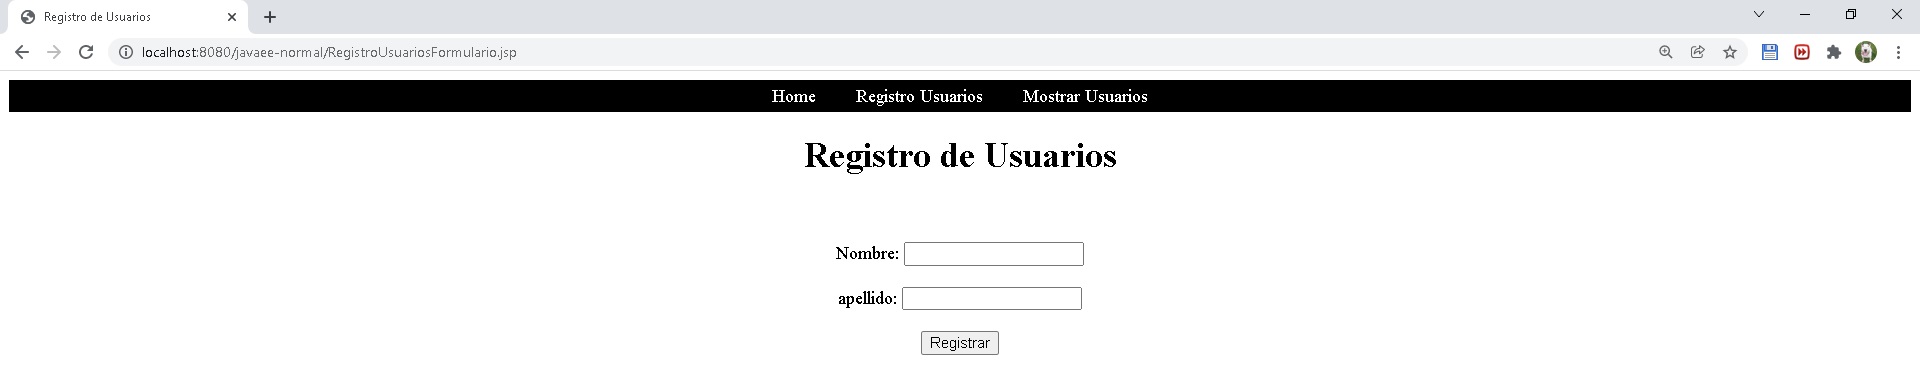 Registro de Usuarios
localhost:8080/javaee-normal/RegistroUsuariosFormulario.jsp
Home Registro Usuarios Mostrar Usuarios
Registro de Usuarios
Nombre:
apellido:
Registrar